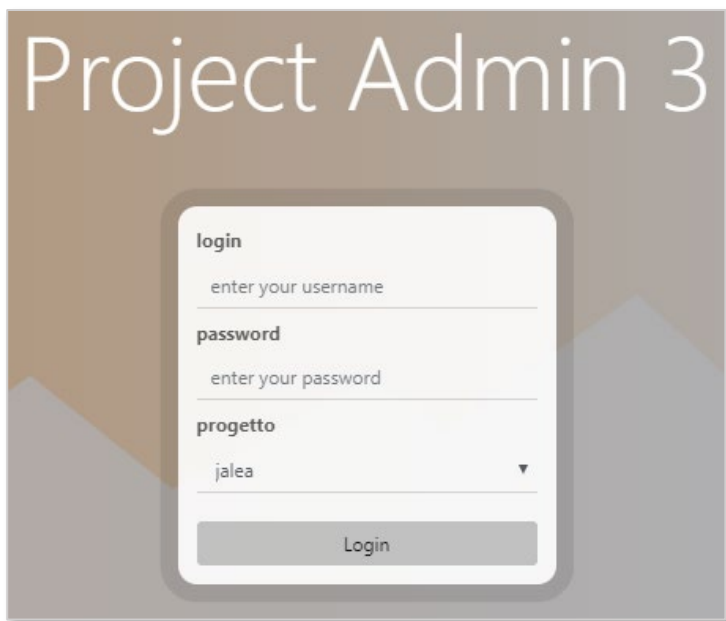 Project Admin 3
login
enter your username
password
enter your password
progetto
jalea
Login